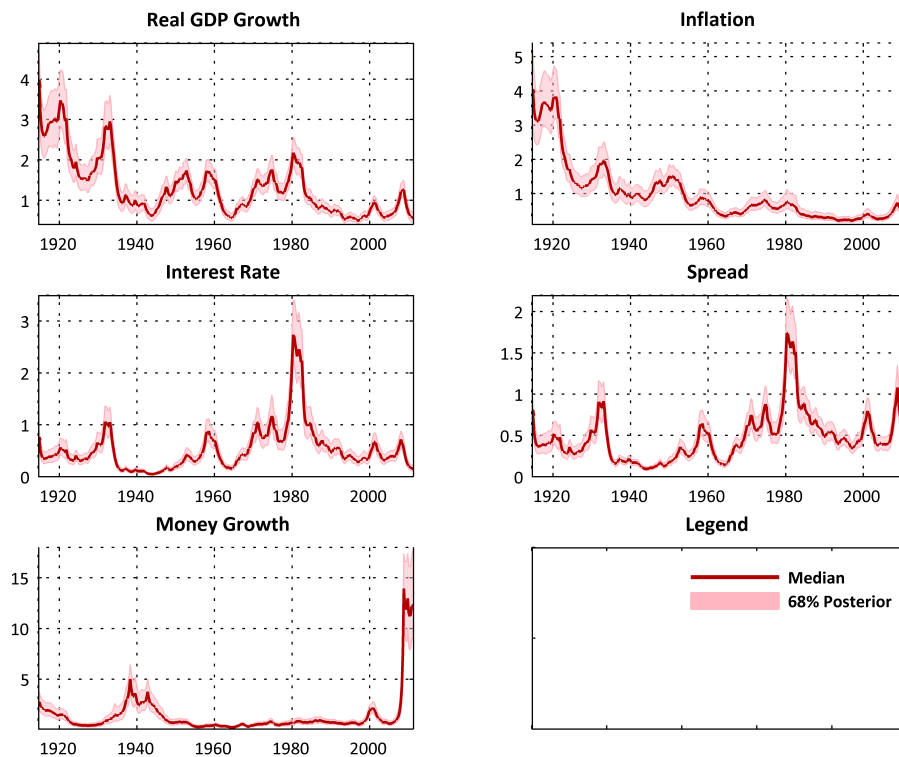 Real GDP Growth
4
3
2
1
1920 1940 1960 1980 2000
Inflation
5
4
3
2
1
1920 1940 1960 1980 2000
Interest Rate
3
2
1
0
1920 1940 1960 1980 2000
Spread
2
1.5
1
0.5
0
1920 1940 1960 1980 2000
Money Growth
15
10
5
1920 1940 1960 1980 2000
Legend
Median
68% Posterior